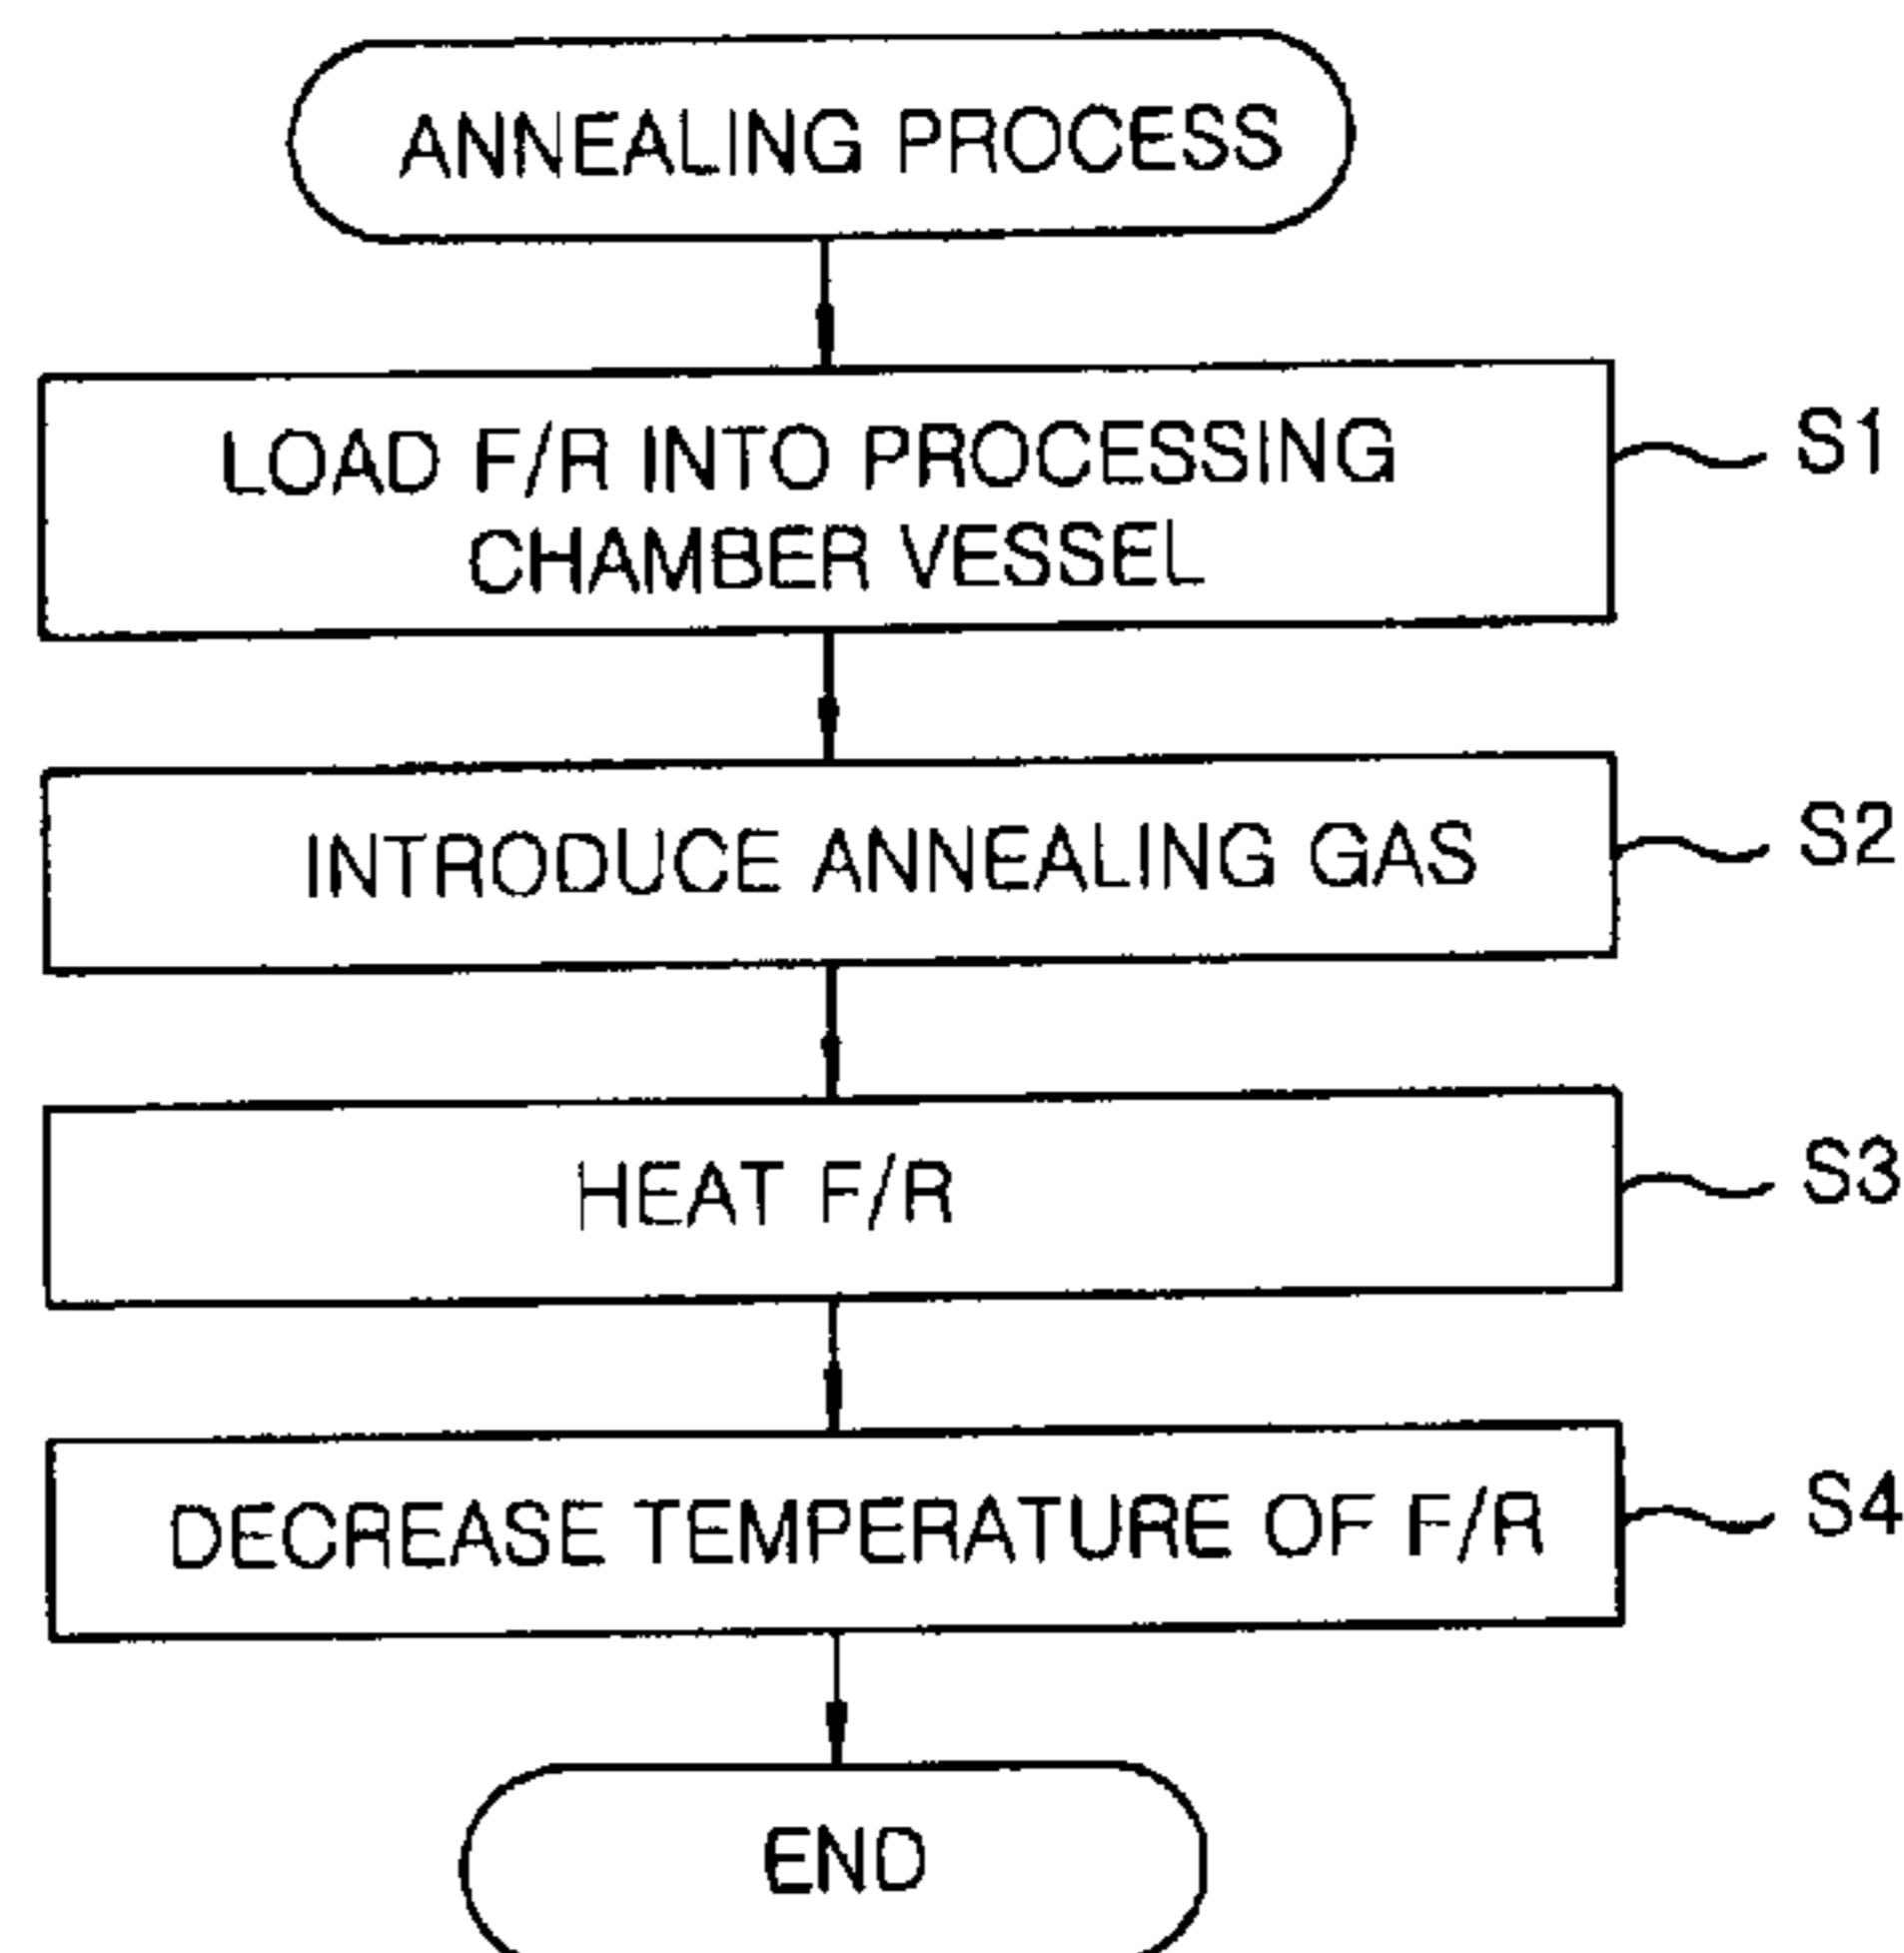 ANNEALING PROCESS
LOAD F/R INTO PROCESSING
CHAMBER VESSEL
S1
INTRODUCE ANNEALING GAS
S2
HEAT F/R
S3
DECREASE TEMPERATURE OF F/R
S4
END